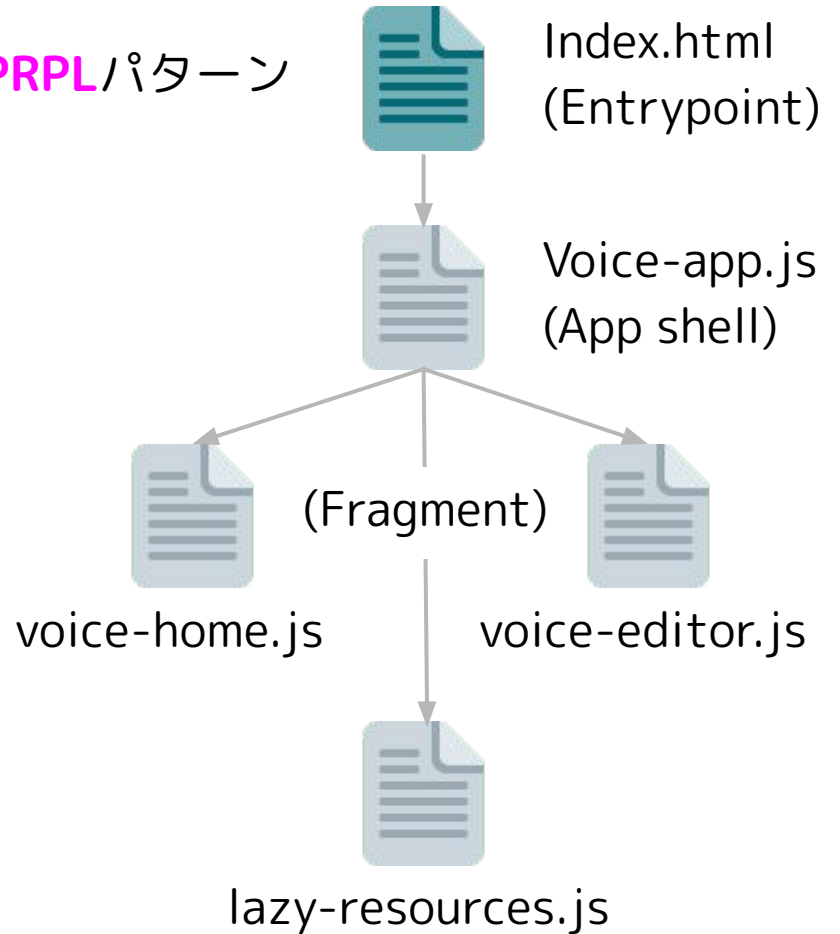 PRPLパターン
Index.html
(Entrypoint)
Voice-app.js
(App shell)
(Fragment)
voice-home.js
voice-editor.js
lazy-resources.js